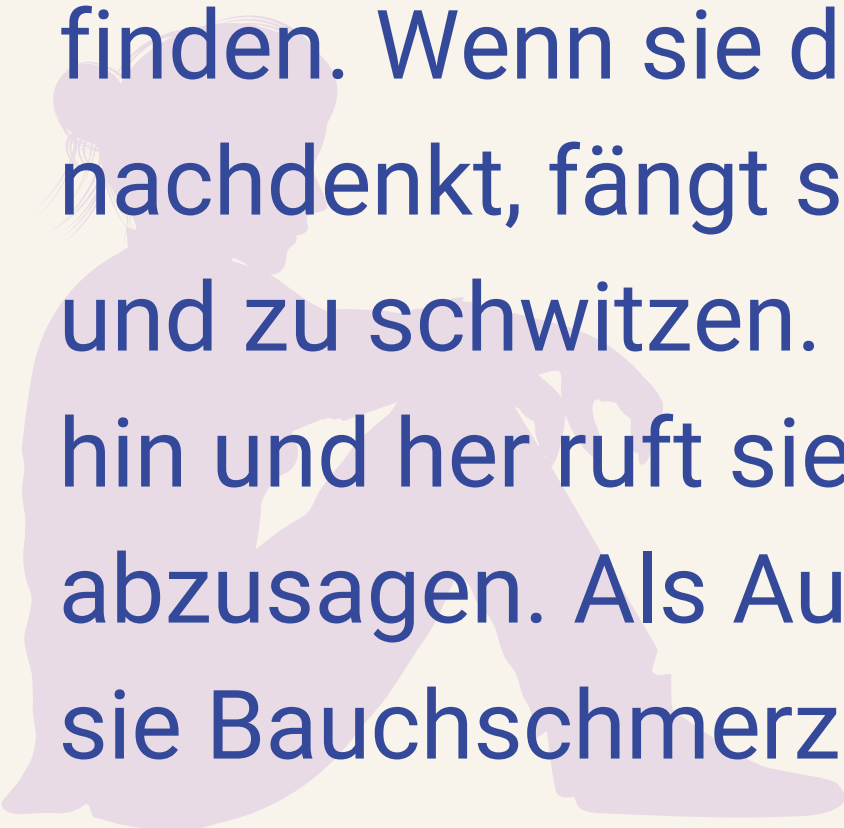 finden. Wenn sie d
nachdenkt, fängt s
und zu schwitzen.
hin und her ruft sie
abzusagen. Als Au
sie Bauchschmerz